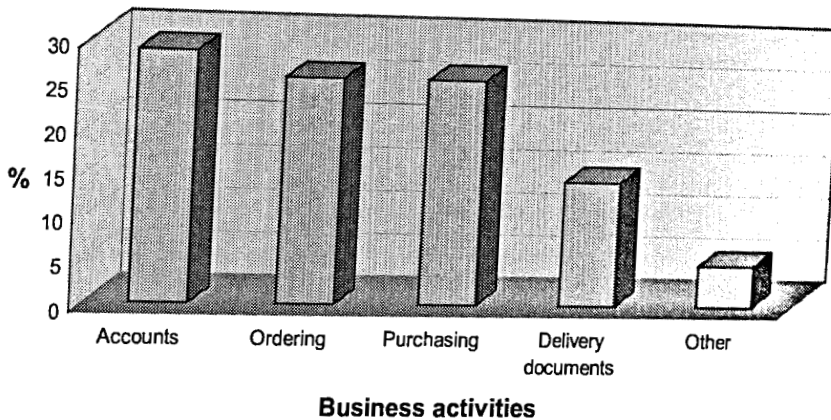 30
25
20
15
10
5
0
%
Accounts
Ordering
Purchasing
Delivery
documents
Other
Business activities